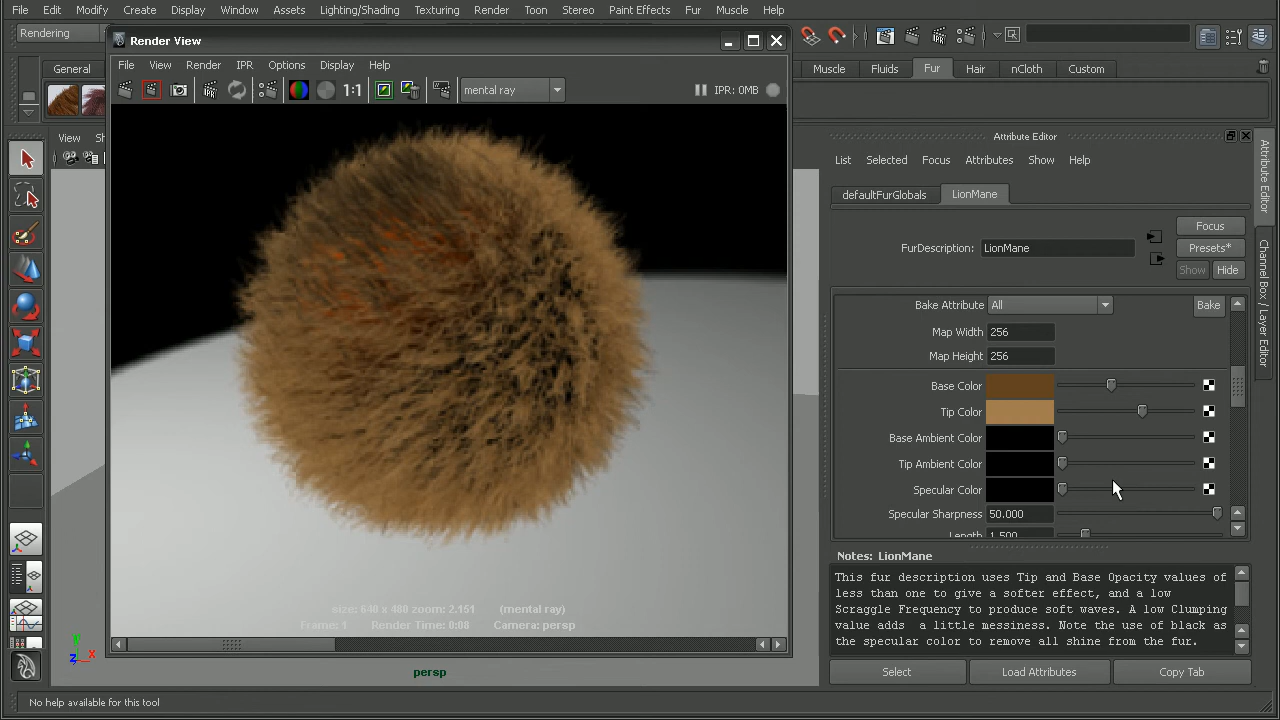 File Edit Modify Create Display Window Assets Lighting/Shading Texturing Render Toon Stereo Paint Effects Fur Muscle Help
Rendering
Render View
File View Render IPR Options Display Help
1:1 mental ray IPR: 0MB
General Muscle Fluids Fur Hair nCloth Custom
View Sh
Attribute Editor
List Selected Focus Attributes Show Help
defaultFurGlobals LionMane
Focus
FurDescription: LionMane Presets*
Show Hide
Bake Attribute All Bake
Map Width 256
Map Height 256
Base Color
Tip Color
Base Ambient Color
Tip Ambient Color
Specular Color
Specular Sharpness 50.000
Length 1.500
Notes: LionMane
This fur description uses Tip and Base Opacity values of
less than one to give a softer effect, and a low
Scraggle Frequency to produce soft waves. A low Clumping
value adds a little messiness. Note the use of black as
the specular color to remove all shine from the fur.
Select Load Attributes Copy Tab
Attribute Editor
Channel Box / Layer Editor
size: 640 x 480 zoom: 2.151 (mental ray)
Frame: 1 Render Time: 0:08 Camera: persp
y
z x
persp
No help available for this tool